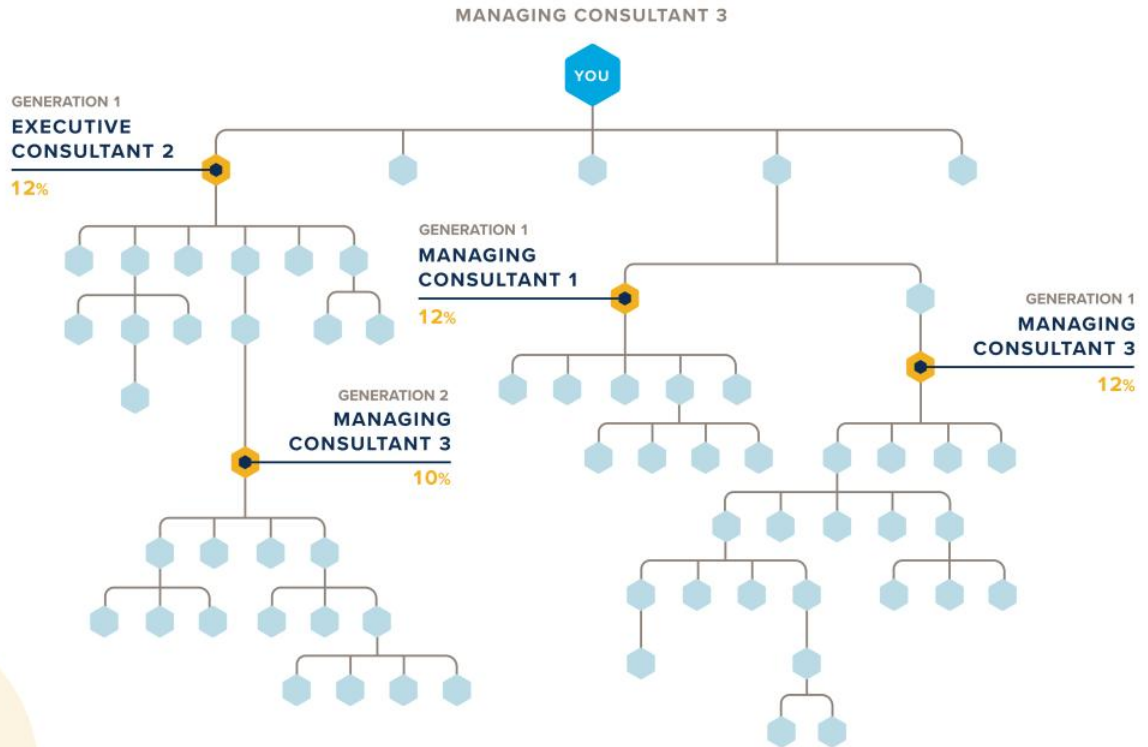 MANAGING CONSULTANT 3
YOU
GENERATION 1
EXECUTIVE
CONSULTANT 2
12%
GENERATION 1
MANAGING
CONSULTANT 1
12%
GENERATION 1
MANAGING
CONSULTANT 3
12%
GENERATION 2
MANAGING
CONSULTANT 3
10%